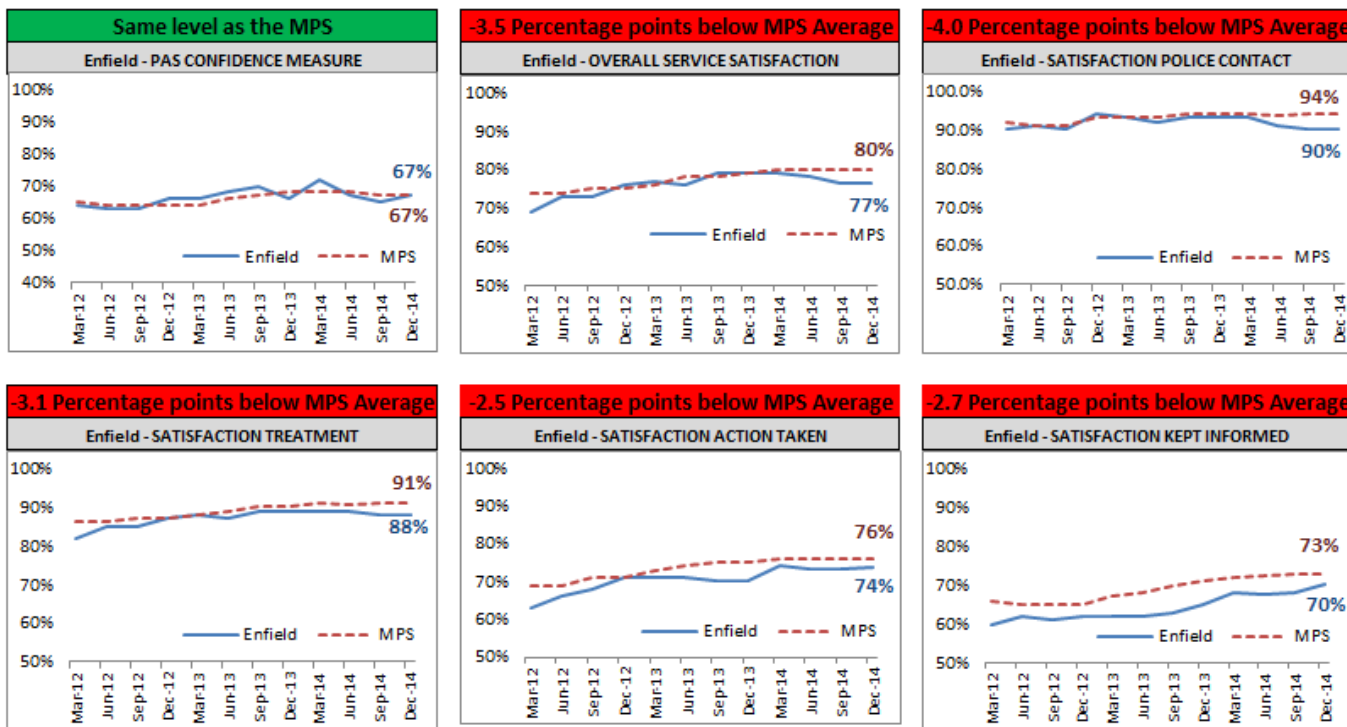 Same level as the MPS
Enfield - PAS CONFIDENCE MEASURE
100%
90%
80%
70%
60%
50%
40%
67%
67%
Enfield
MPS
Mar-12
Jun-12
Sep-12
Dec-12
Mar-13
Jun-13
Sep-13
Dec-13
Mar-14
Jun-14
Sep-14
Dec-14
-3.5 Percentage points below MPS Average
Enfield - OVERALL SERVICE SATISFACTION
100%
90%
80%
70%
60%
50%
80%
77%
Enfield
MPS
Mar-12
Jun-12
Sep-12
Dec-12
Mar-13
Jun-13
Sep-13
Dec-13
Mar-14
Jun-14
Sep-14
Dec-14
-4.0 Percentage points below MPS Average
Enfield - SATISFACTION POLICE CONTACT
100.0%
90.0%
80.0%
70.0%
60.0%
50.0%
94%
90%
Enfield
MPS
Mar-12
Jun-12
Sep-12
Dec-12
Mar-13
Jun-13
Sep-13
Dec-13
Mar-14
Jun-14
Sep-14
Dec-14
-3.1 Percentage points below MPS Average
Enfield - SATISFACTION TREATMENT
100%
90%
80%
70%
60%
50%
91%
88%
Enfield
MPS
Mar-12
Jun-12
Sep-12
Dec-12
Mar-13
Jun-13
Sep-13
Dec-13
Mar-14
Jun-14
Sep-14
Dec-14
-2.5 Percentage points below MPS Average
Enfield - SATISFACTION ACTION TAKEN
100%
90%
80%
70%
60%
50%
76%
74%
Enfield
MPS
Mar-12
Jun-12
Sep-12
Dec-12
Mar-13
Jun-13
Sep-13
Dec-13
Mar-14
Jun-14
Sep-14
Dec-14
-2.7 Percentage points below MPS Average
Enfield - SATISFACTION KEPT INFORMED
100%
90%
80%
70%
60%
50%
73%
70%
Enfield
MPS
Mar-12
Jun-12
Sep-12
Dec-12
Mar-13
Jun-13
Sep-13
Dec-13
Mar-14
Jun-14
Sep-14
Dec-14